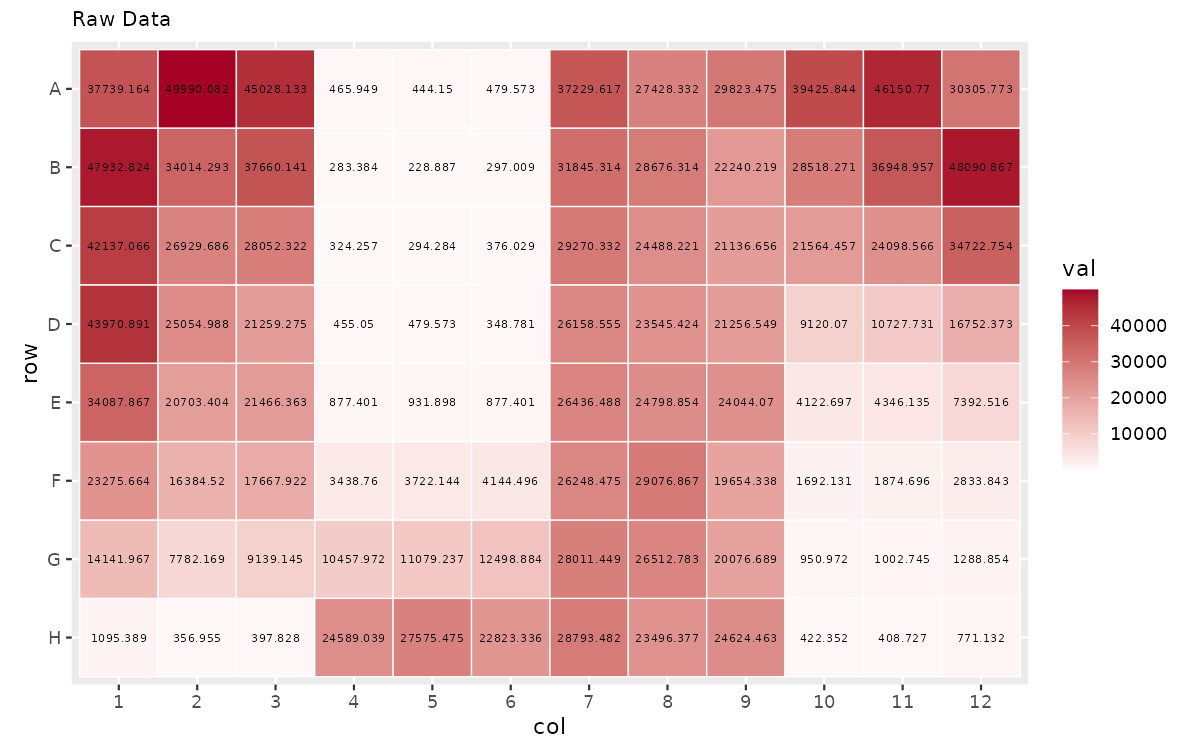 Raw Data
A 37739.164 49990.082 45028.133 465.949 444.15 479.573 37229.617 27428.332 29823.475 39425.844 46150.77 30305.773
B 47932.824 34014.293 37660.141 283.384 228.887 297.009 31845.314 28676.314 22240.219 28518.271 36948.957 48090.867
C 42137.066 26929.686 28052.322 324.257 294.284 376.029 29270.332 24488.221 21136.656 21564.457 24098.566 34722.754
D 43970.891 25054.988 21259.275 455.05 479.573 348.781 26158.555 23545.424 21256.549 9120.07 10727.731 16752.373
E 34087.867 20703.404 21466.363 877.401 931.898 877.401 26436.488 24798.854 24044.07 4122.697 4346.135 7392.516
F 23275.664 16384.52 17667.922 3438.76 3722.144 4144.496 26248.475 29076.867 19654.338 1692.131 1874.696 2833.843
G 14141.967 7782.169 9139.145 10457.972 11079.237 12498.884 28011.449 26512.783 20076.689 950.972 1002.745 1288.854
H 1095.389 356.955 397.828 24589.039 27575.475 22823.336 28793.482 23496.377 24624.463 422.352 408.727 771.132
1 2 3 4 5 6 7 8 9 10 11 12
col
row
val
40000
30000
20000
10000